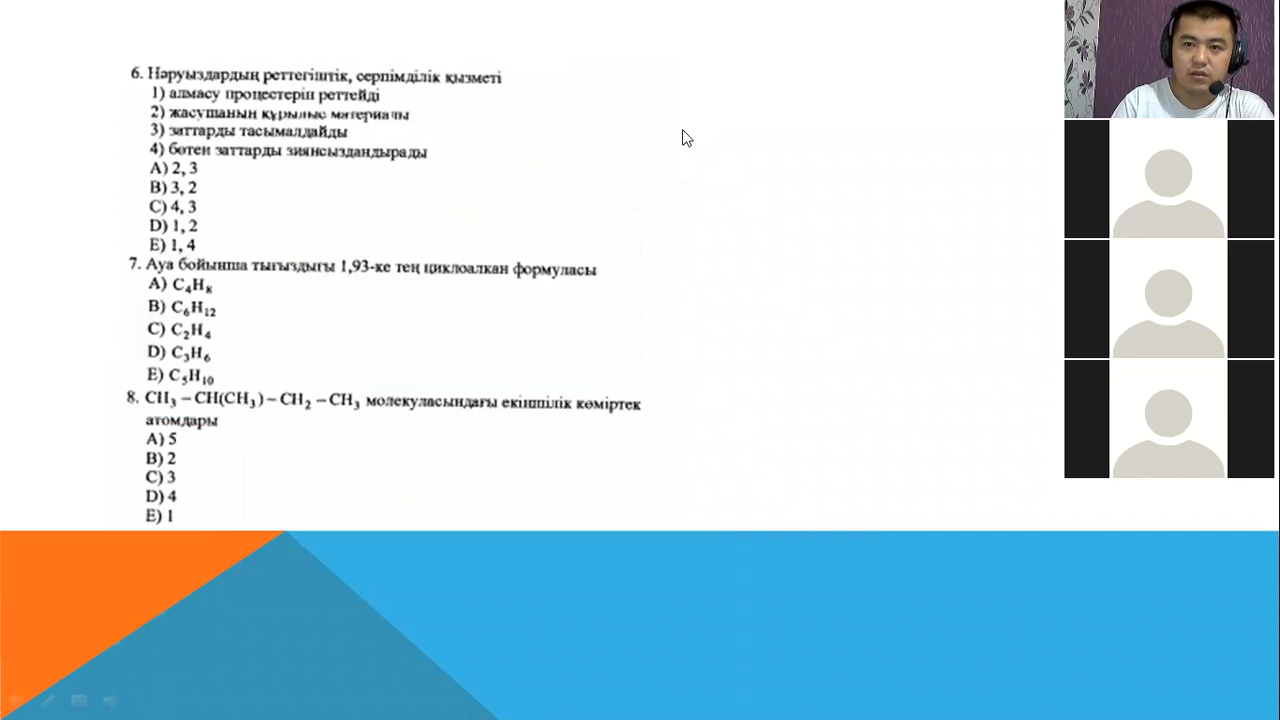 6. Нәруыздардың реттегіштік, серпімділік қызметі
1) алмасу процестерін реттейді
2) жасушаның құрылыс материалы
3) заттарды тасымалдайды
4) бөтен заттарды зиянсыздандырады
A) 2, 3
B) 3, 2
C) 4, 3
D) 1, 2
E) 1, 4
7. Ауа бойынша тығыздығы 1,93-ке тең циклоалкан формуласы
A) C₄H₈
B) C₆H₁₂
C) C₂H₄
D) C₃H₆
E) C₅H₁₀
8. CH₃ – CH(CH₃) – CH₂ – CH₃ молекуласындағы екіншілік көміртек
атомдары
A) 5
B) 2
C) 3
D) 4
E) 1